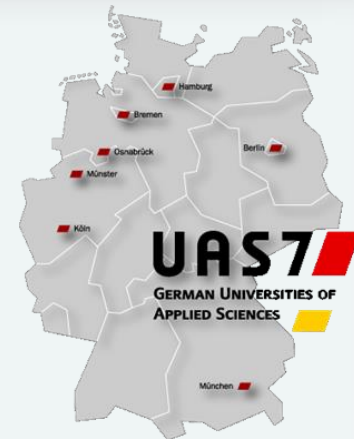 Hamburg
Bremen
Osnabrück
Berlin
Münster
Köln
UAS7
GERMAN UNIVERSITIES OF
APPLIED SCIENCES
München